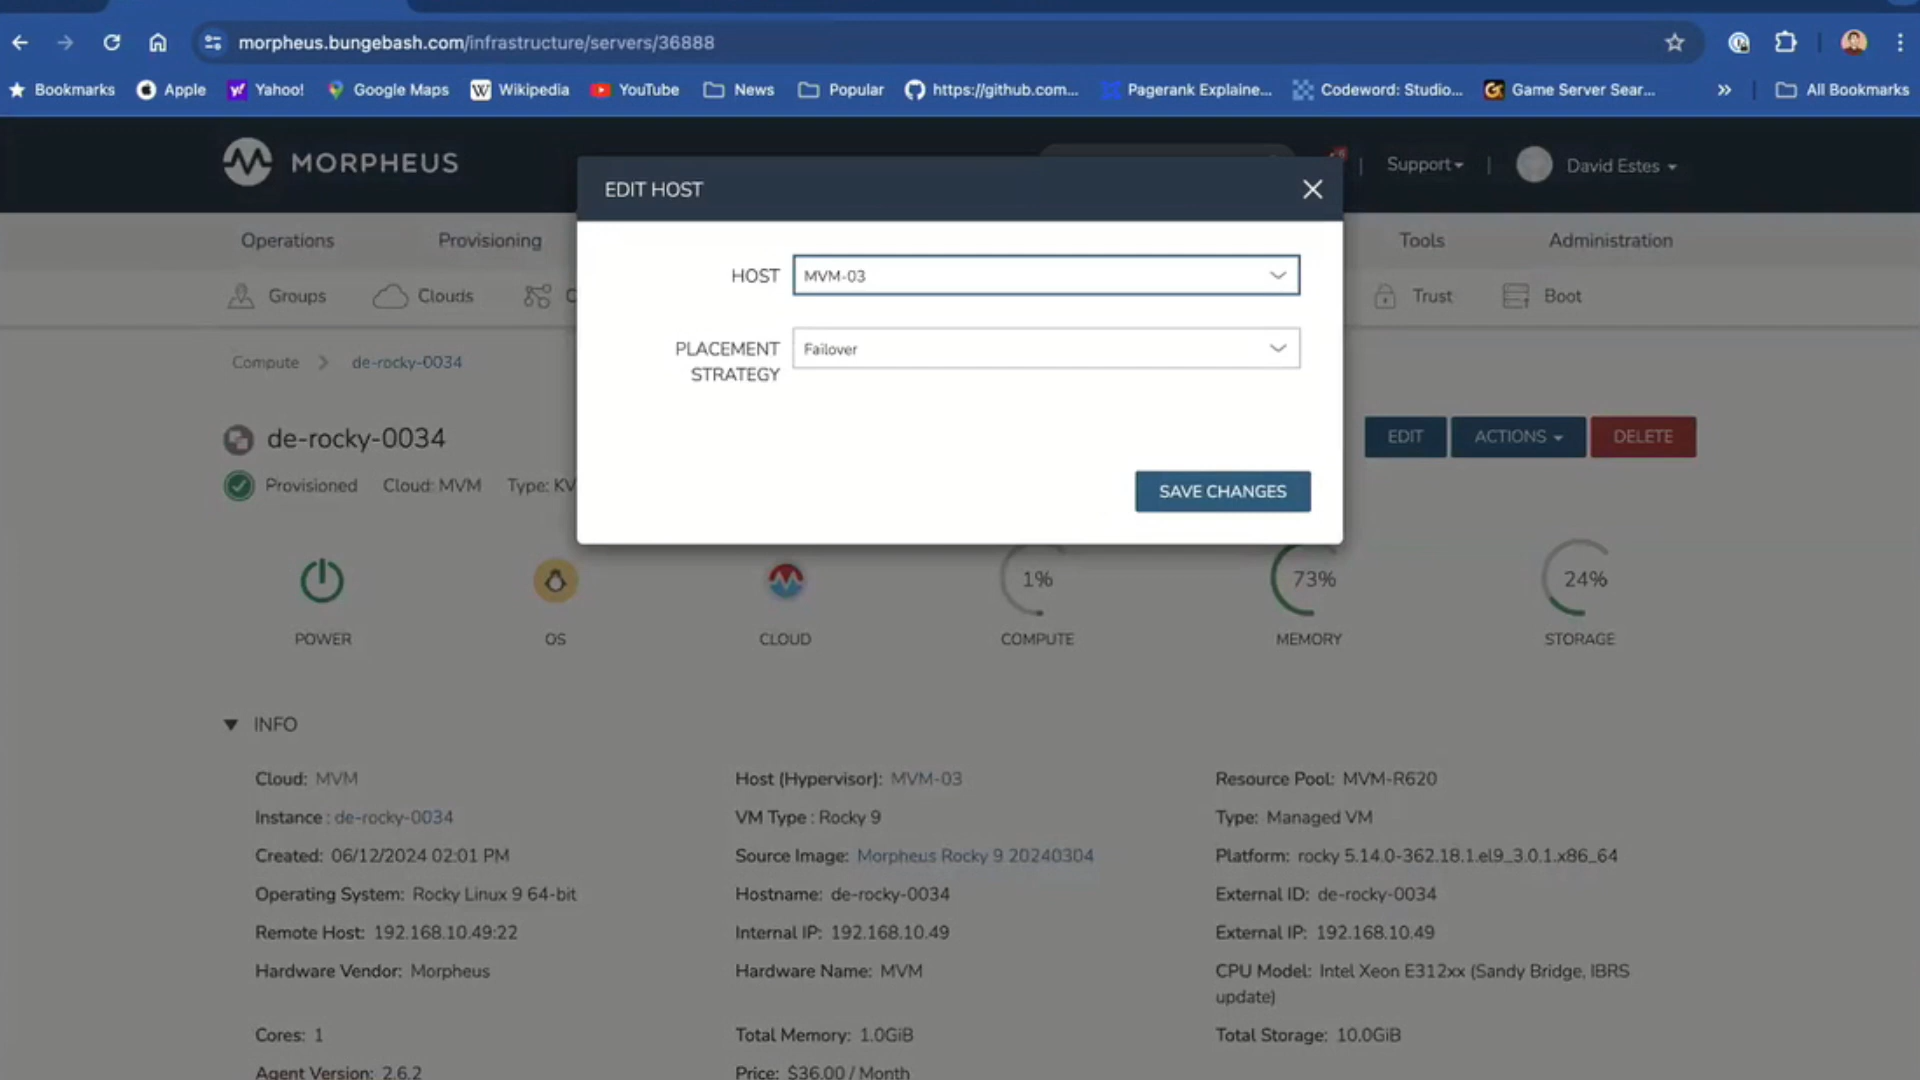 morpheus.bungebash.com/infrastructure/servers/36888
Bookmarks Apple Yahoo! Google Maps Wikipedia YouTube News Popular https://github.com... Pagerank Explaine... Codeword: Studio... Game Server Sear... » All Bookmarks
MORPHEUS
Support | David Estes
EDIT HOST
Operations Provisioning Tools Administration
Groups Clouds Trust Boot
HOST MVM-03
PLACEMENT STRATEGY Failover
SAVE CHANGES
Compute > de-rocky-0034
de-rocky-0034
EDIT ACTIONS DELETE
Provisioned Cloud: MVM Type: KV
1% 73% 24%
POWER OS CLOUD COMPUTE MEMORY STORAGE
INFO
Cloud: MVM Host (Hypervisor): MVM-03 Resource Pool: MVM-R620
Instance : de-rocky-0034 VM Type : Rocky 9 Type: Managed VM
Created: 06/12/2024 02:01 PM Source Image: Morpheus Rocky 9 20240304 Platform: rocky 5.14.0-362.18.1.el9_3.0.1.x86_64
Operating System: Rocky Linux 9 64-bit Hostname: de-rocky-0034 External ID: de-rocky-0034
Remote Host: 192.168.10.49:22 Internal IP: 192.168.10.49 External IP: 192.168.10.49
Hardware Vendor: Morpheus Hardware Name: MVM CPU Model: Intel Xeon E312xx (Sandy Bridge, IBRS
update)
Cores: 1 Total Memory: 1.0GiB Total Storage: 10.0GiB
Agent Version: 2.6.2 Price: $36.00 / Month